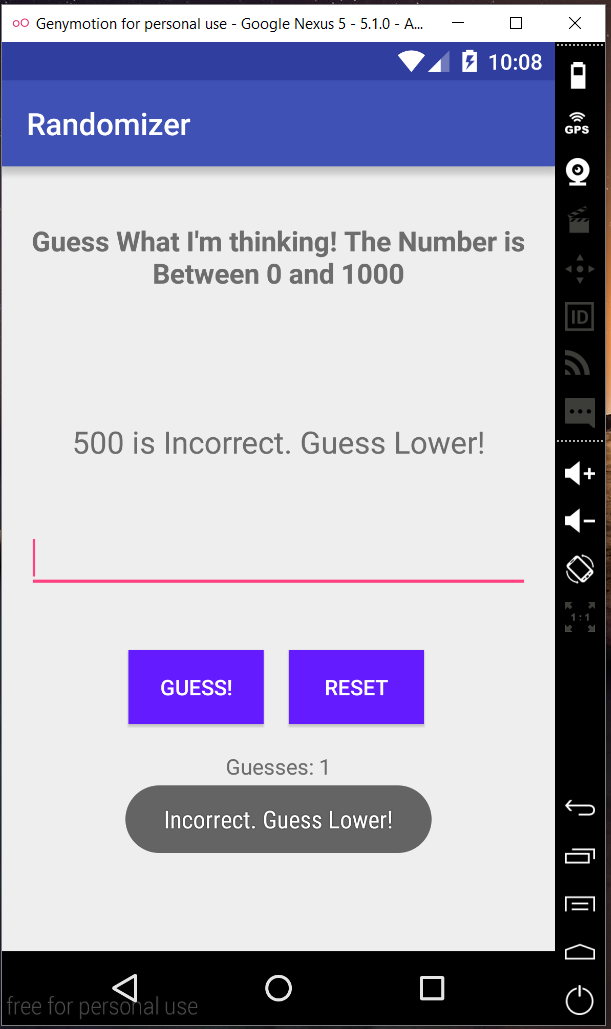 Genymotion for personal use - Google Nexus 5 - 5.1.0 - A...
10:08
GPS
Randomizer
Guess What I'm thinking! The Number is
Between 0 and 1000
ID
500 is Incorrect. Guess Lower!
1:1
GUESS! RESET
Guesses: 1
Incorrect. Guess Lower!
free for personal use